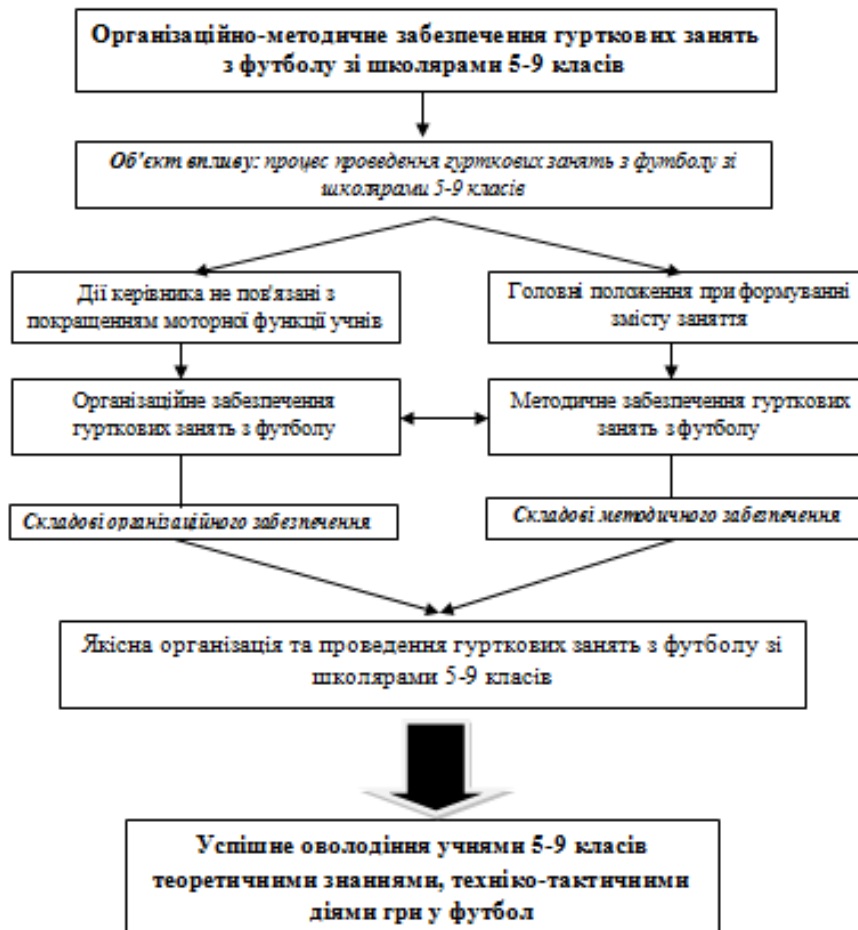 Організаційно-методичне забезпечення гурткових занять
з футболу зі школярами 5-9 класів
Об'єкт впливу: процес проведення гурткових занять з футболу зі
школярами 5-9 класів
Дії керівника не пов'язані з
покращенням моторної функції учнів
Головні положення при формуванні
змісту заняття
Організаційне забезпечення
гурткових занять з футболу
Методичне забезпечення гурткових
занять з футболу
Складові організаційного забезпечення
Складові методичного забезпечення
Якісна організація та проведення гурткових занять з футболу зі
школярами 5-9 класів
Успішне оволодіння учнями 5-9 класів
теоретичними знаннями, техніко-тактичними
діями гри у футбол